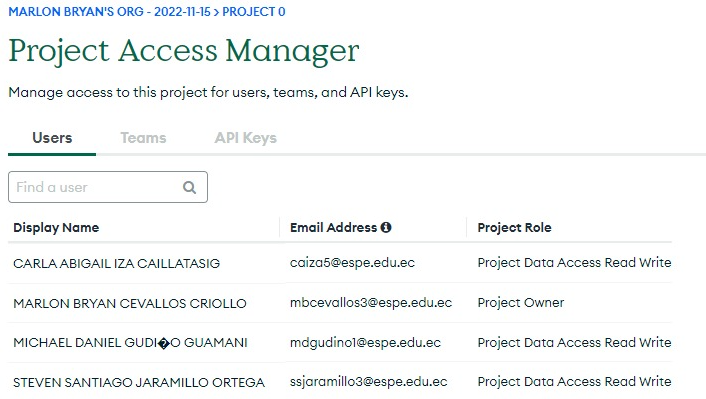 MARLON BRYAN'S ORG - 2022-11-15 > PROJECT 0
Project Access Manager
Manage access to this project for users, teams, and API keys.
Users Teams API Keys
Find a user
Display Name Email Address Project Role
CARLA ABIGAIL IZA CAILLATASIG caiza5@espe.edu.ec Project Data Access Read Write
MARLON BRYAN CEVALLOS CRIOLLO mbcevallos3@espe.edu.ec Project Owner
MICHAEL DANIEL GUDI�O GUAMANI mdgudino1@espe.edu.ec Project Data Access Read Write
STEVEN SANTIAGO JARAMILLO ORTEGA ssjaramillo3@espe.edu.ec Project Data Access Read Write